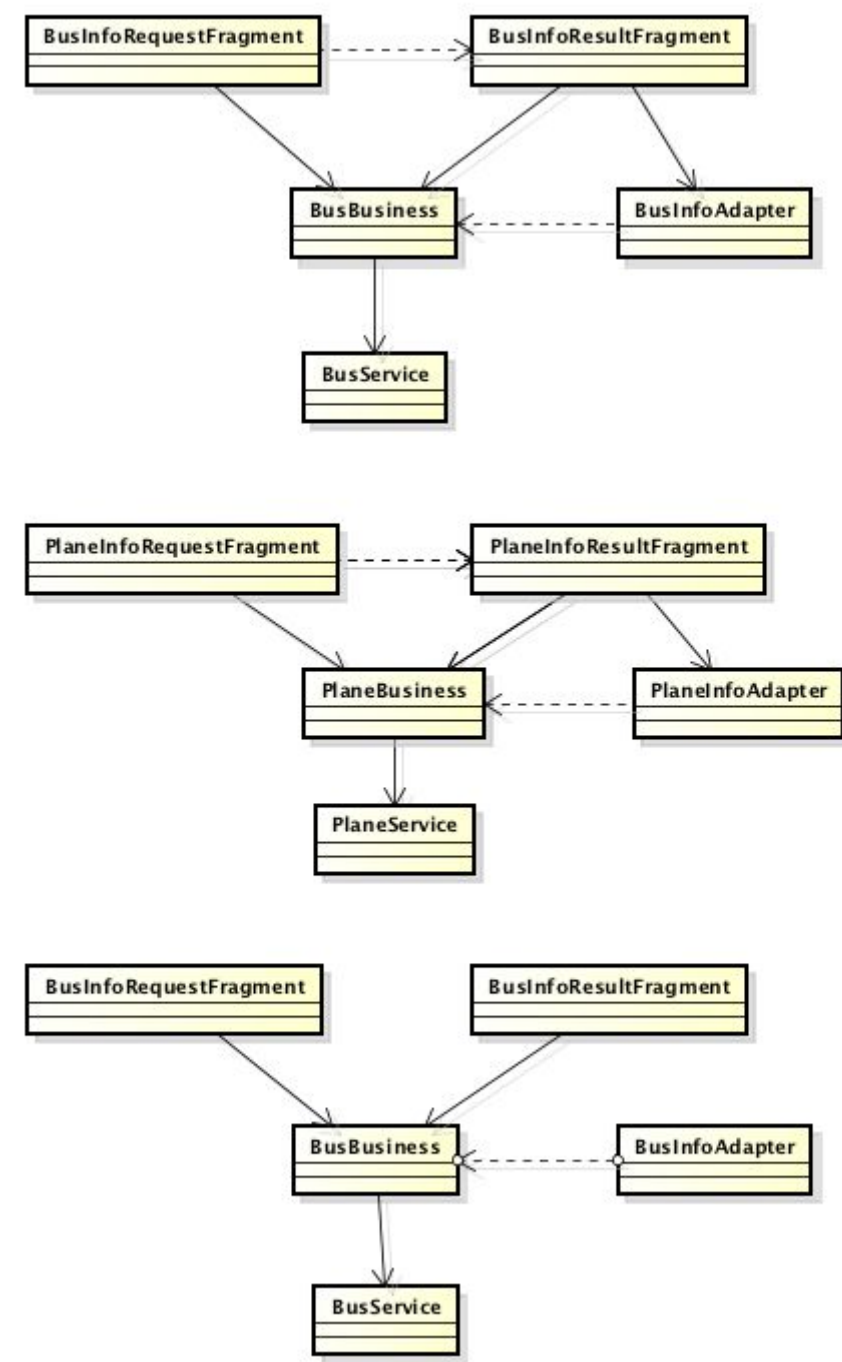 BusInfoRequestFragment
BusInfoResultFragment
BusBusiness
BusInfoAdapter
BusService
PlaneInfoRequestFragment
PlaneInfoResultFragment
PlaneBusiness
PlaneInfoAdapter
PlaneService
BusInfoRequestFragment
BusInfoResultFragment
BusBusiness
BusInfoAdapter
BusService